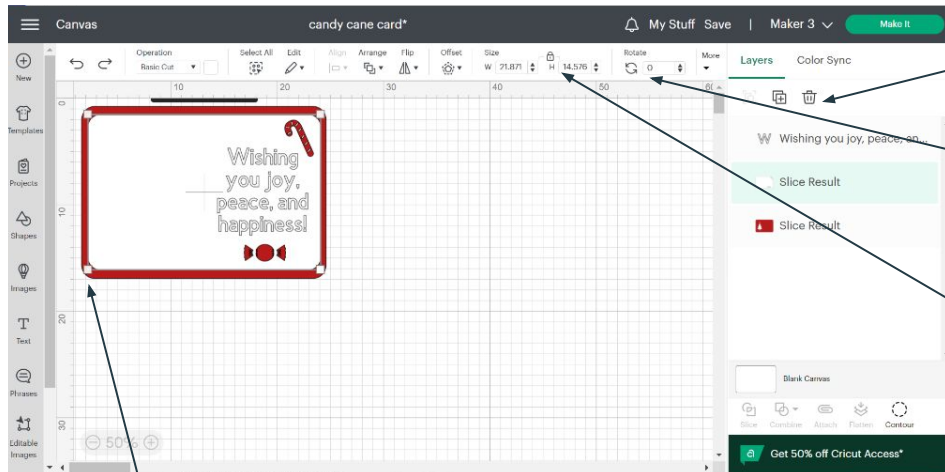 Canvas
candy cane card*
My Stuff Save | Maker 3 Make It
Operation
Basic Cut
Select All Edit Align Arrange Flip Offset Size Rotate More
W 21.871 H 14.576 0
New
Templates
Projects
Shapes
Images
Text
Phrases
Editable
Images
10 20 30 40 50 60
0
10
20
30
Wishing
you joy,
peace, and
happiness!
50%
Layers Color Sync
Wishing you joy, peace, an...
Slice Result
Slice Result
Blank Canvas
Slice Combine Attach Flatten Contour
Get 50% off Cricut Access*